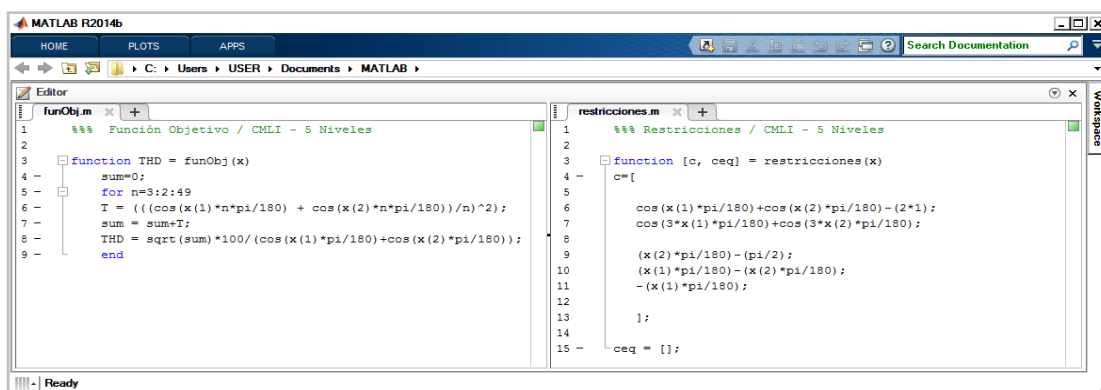 MATLAB R2014b
HOME PLOTS APPS Search Documentation
C: Users USER Documents MATLAB
Editor
Workspace
funObj.m
1 %%% Función Objetivo / CMLI - 5 Niveles
2
3 function THD = funObj(x)
4 - sum=0;
5 - for n=3:2:49
6 - T = (((cos(x(1)*n*pi/180) + cos(x(2)*n*pi/180))/n)^2);
7 - sum = sum+T;
8 - THD = sqrt(sum)*100/(cos(x(1)*pi/180)+cos(x(2)*pi/180));
9 - end
restricciones.m
1 %%% Restricciones / CMLI - 5 Niveles
2
3 function [c, ceq] = restricciones(x)
4 - c=[
5
6 cos(x(1)*pi/180)+cos(x(2)*pi/180)-(2*1);
7 cos(3*x(1)*pi/180)+cos(3*x(2)*pi/180);
8
9 (x(2)*pi/180)-(pi/2);
10 (x(1)*pi/180)-(x(2)*pi/180);
11 -(x(1)*pi/180);
12
13 ];
14
15 - ceq = [];
Ready